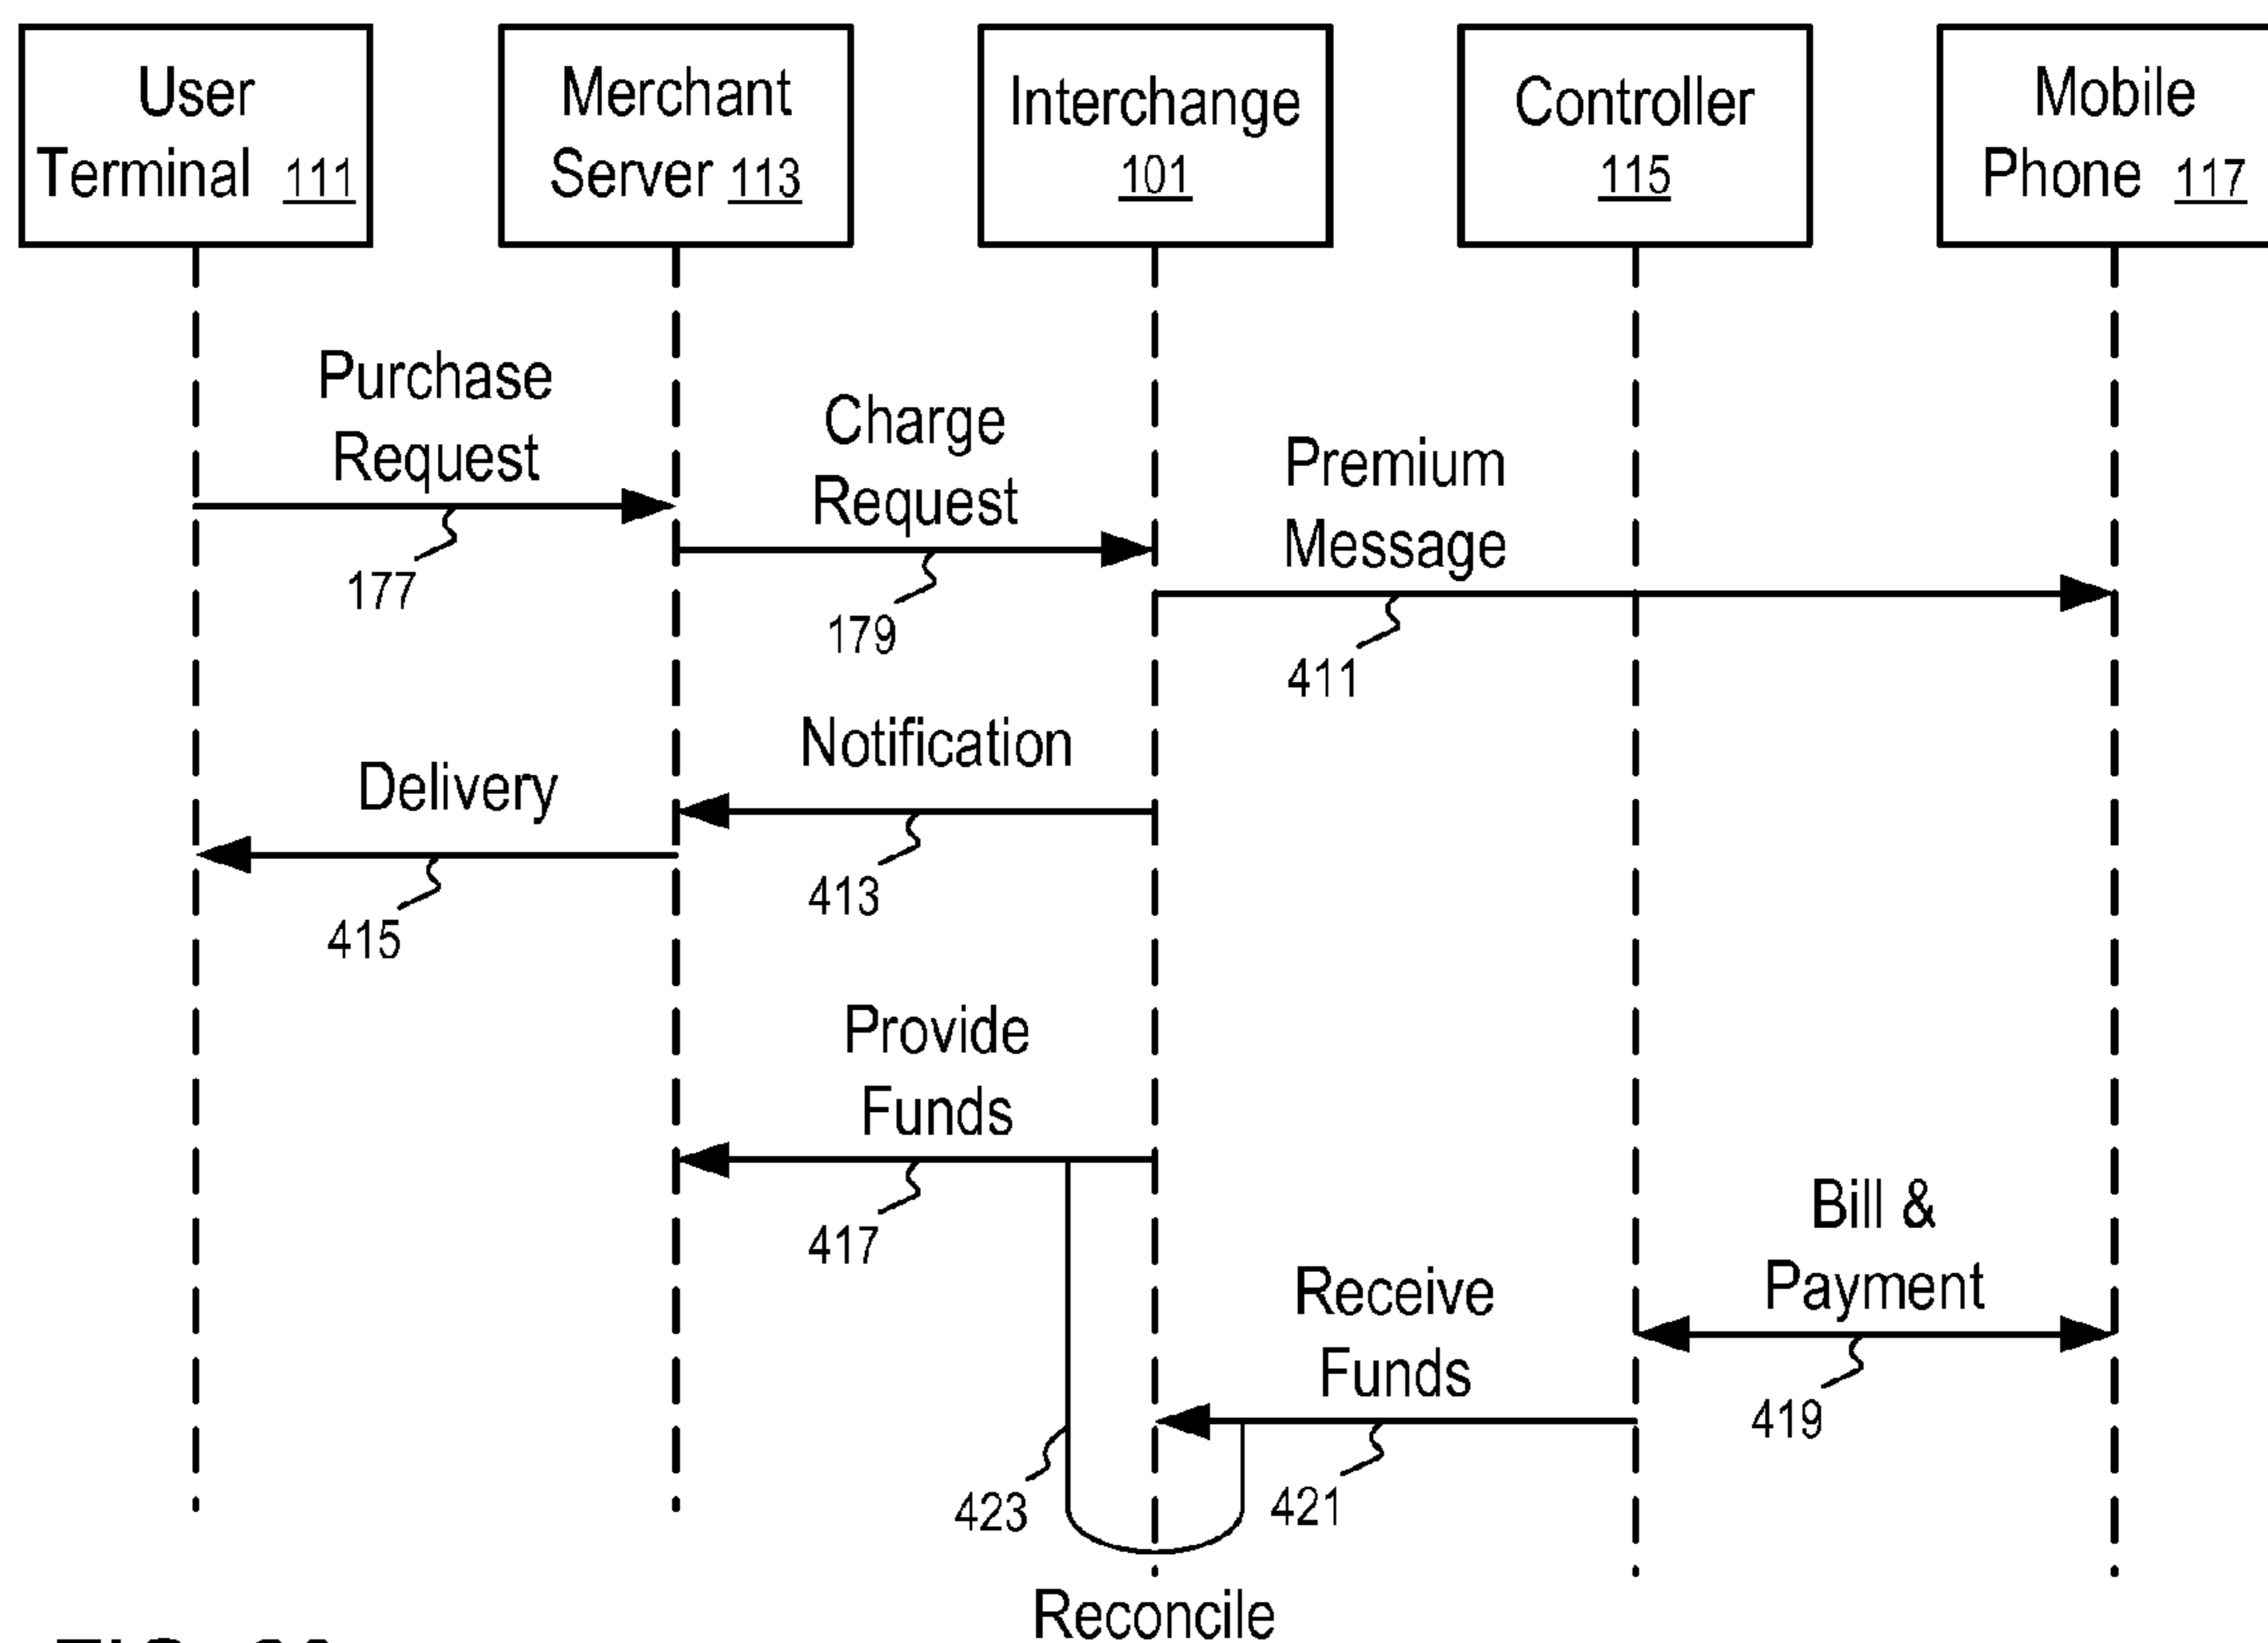 User
Terminal 111
Merchant
Server 113
Interchange
101
Controller
115
Mobile
Phone 117
Purchase
Request
177
Charge
Request
179
Premium
Message
411
Notification
413
Delivery
415
Provide
Funds
417
Bill &
Payment
419
Receive
Funds
421
423
Reconcile